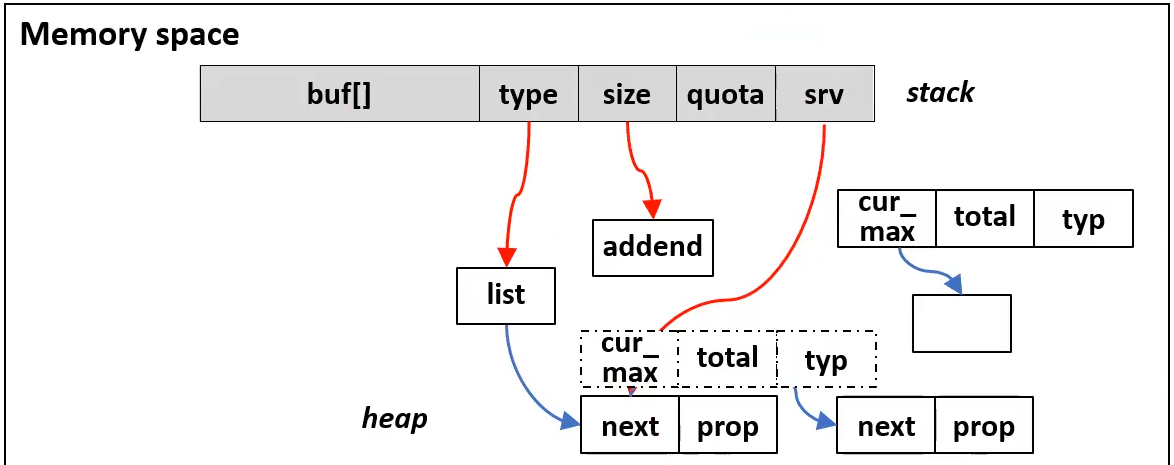 Memory space
buf[] type size quota srv stack
cur_
max total typ
addend
list
cur_
max total typ
heap
next prop next prop